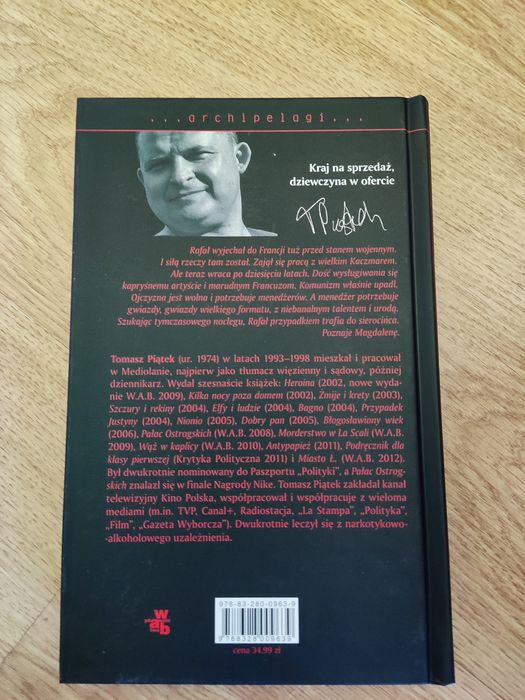 ...archipelagi...
Kraj na sprzedaż,
dziewczyna w ofercie
TPiątek
Rafał wyjechał do Francji tuż przed stanem wojennym.
I siłą rzeczy tam został. Zajął się pracą z wielkim Kaczmarem.
Ale teraz wraca po dziesięciu latach. Dość wysługiwania się
kapryśnemu artyście i marudnym Francuzom. Komunizm właśnie upadł,
Ojczyzna jest wolna i potrzebuje menedżerów. A menedżer potrzebuje
gwiazdy, gwiazdy wielkiego formatu, z niebanalnym talentem i urodą.
Szukając tymczasowego noclegu, Rafał przypadkiem trafia do sierocińca.
Poznaje Magdalenę.
Tomasz Piątek (ur. 1974) w latach 1993–1998 mieszkał i pracował
w Mediolanie, najpierw jako tłumacz więzienny i sądowy, później
dziennikarz. Wydał szesnaście książek: Heroina (2002, nowe wyda-
nie W.A.B. 2009), Kilka nocy poza domem (2002), Żmije i krety (2003),
Szczury i rekiny (2004), Elfy i ludzie (2004), Bagno (2004), Przypadek
Justyny (2004), Nionio (2005), Dobry pan (2005), Błogosławiony wiek
(2006), Pałac Ostrogskich (W.A.B. 2008), Morderstwo w La Scali (W.A.B.
2009), Wąż w kaplicy (W.A.B. 2010), Antypapież (2011), Podręcznik dla
klasy pierwszej (Krytyka Polityczna 2011) i Miasto Ł. (W.A.B. 2012).
Był dwukrotnie nominowany do Paszportu „Polityki”, a Pałac Ostrog-
skich znalazł się w finale Nagrody Nike. Tomasz Piątek zakładał kanał
telewizyjny Kino Polska, współpracował i współpracuje z wieloma
mediami (m.in. TVP, Canal+, Radiostacja, „La Stampa”, „Polityka”,
„Film”, „Gazeta Wyborcza”). Dwukrotnie leczył się z narkotykowo-
-alkoholowego uzależnienia.
w
a b
978-83-280-0963-9
9788328009639
cena 34.99 zł